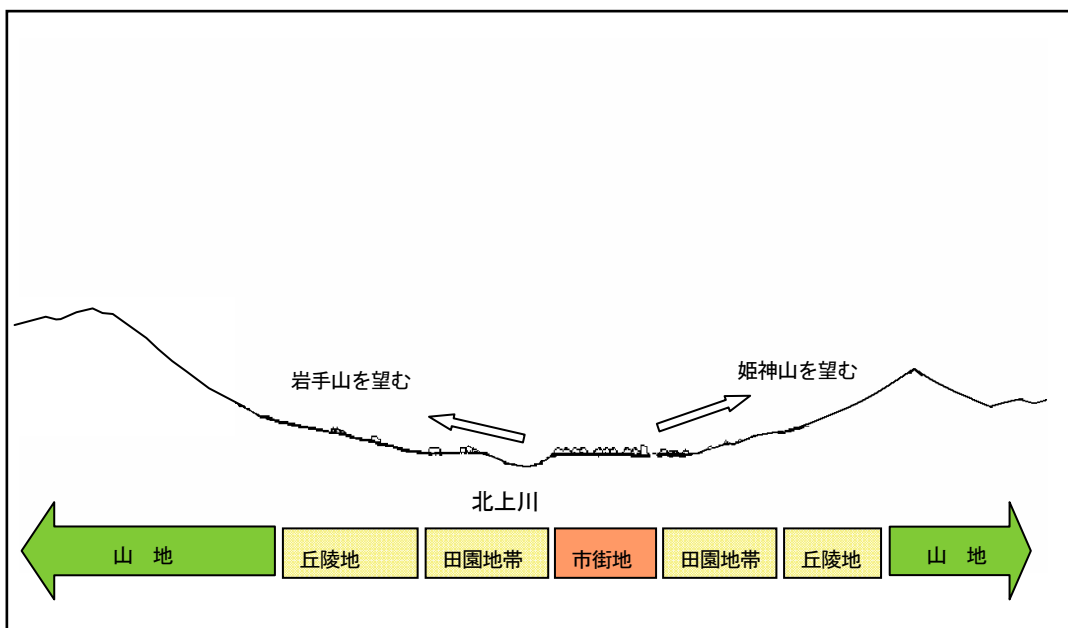 岩手山を望む
姫神山を望む
北上川
山　地
丘陵地
田園地帯
市街地
田園地帯
丘陵地
山　地